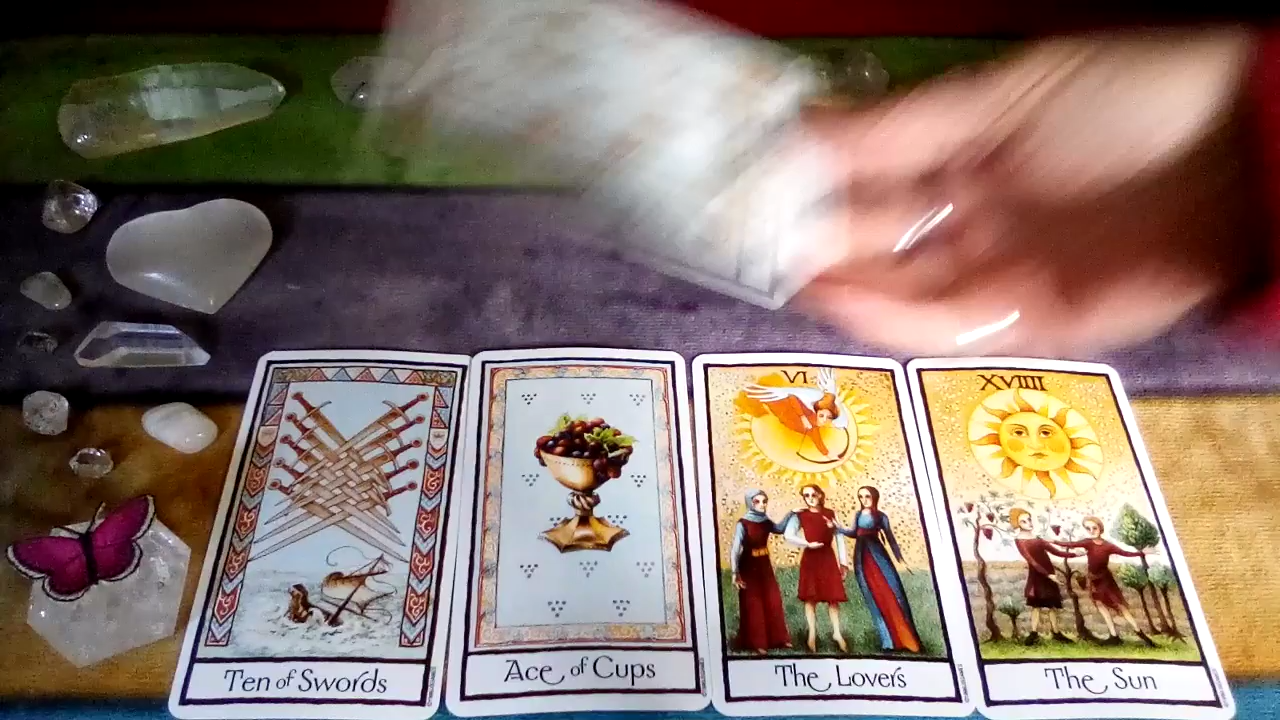 VI
XVIIII
Ten of Swords
Ace of Cups
The Lovers
The Sun